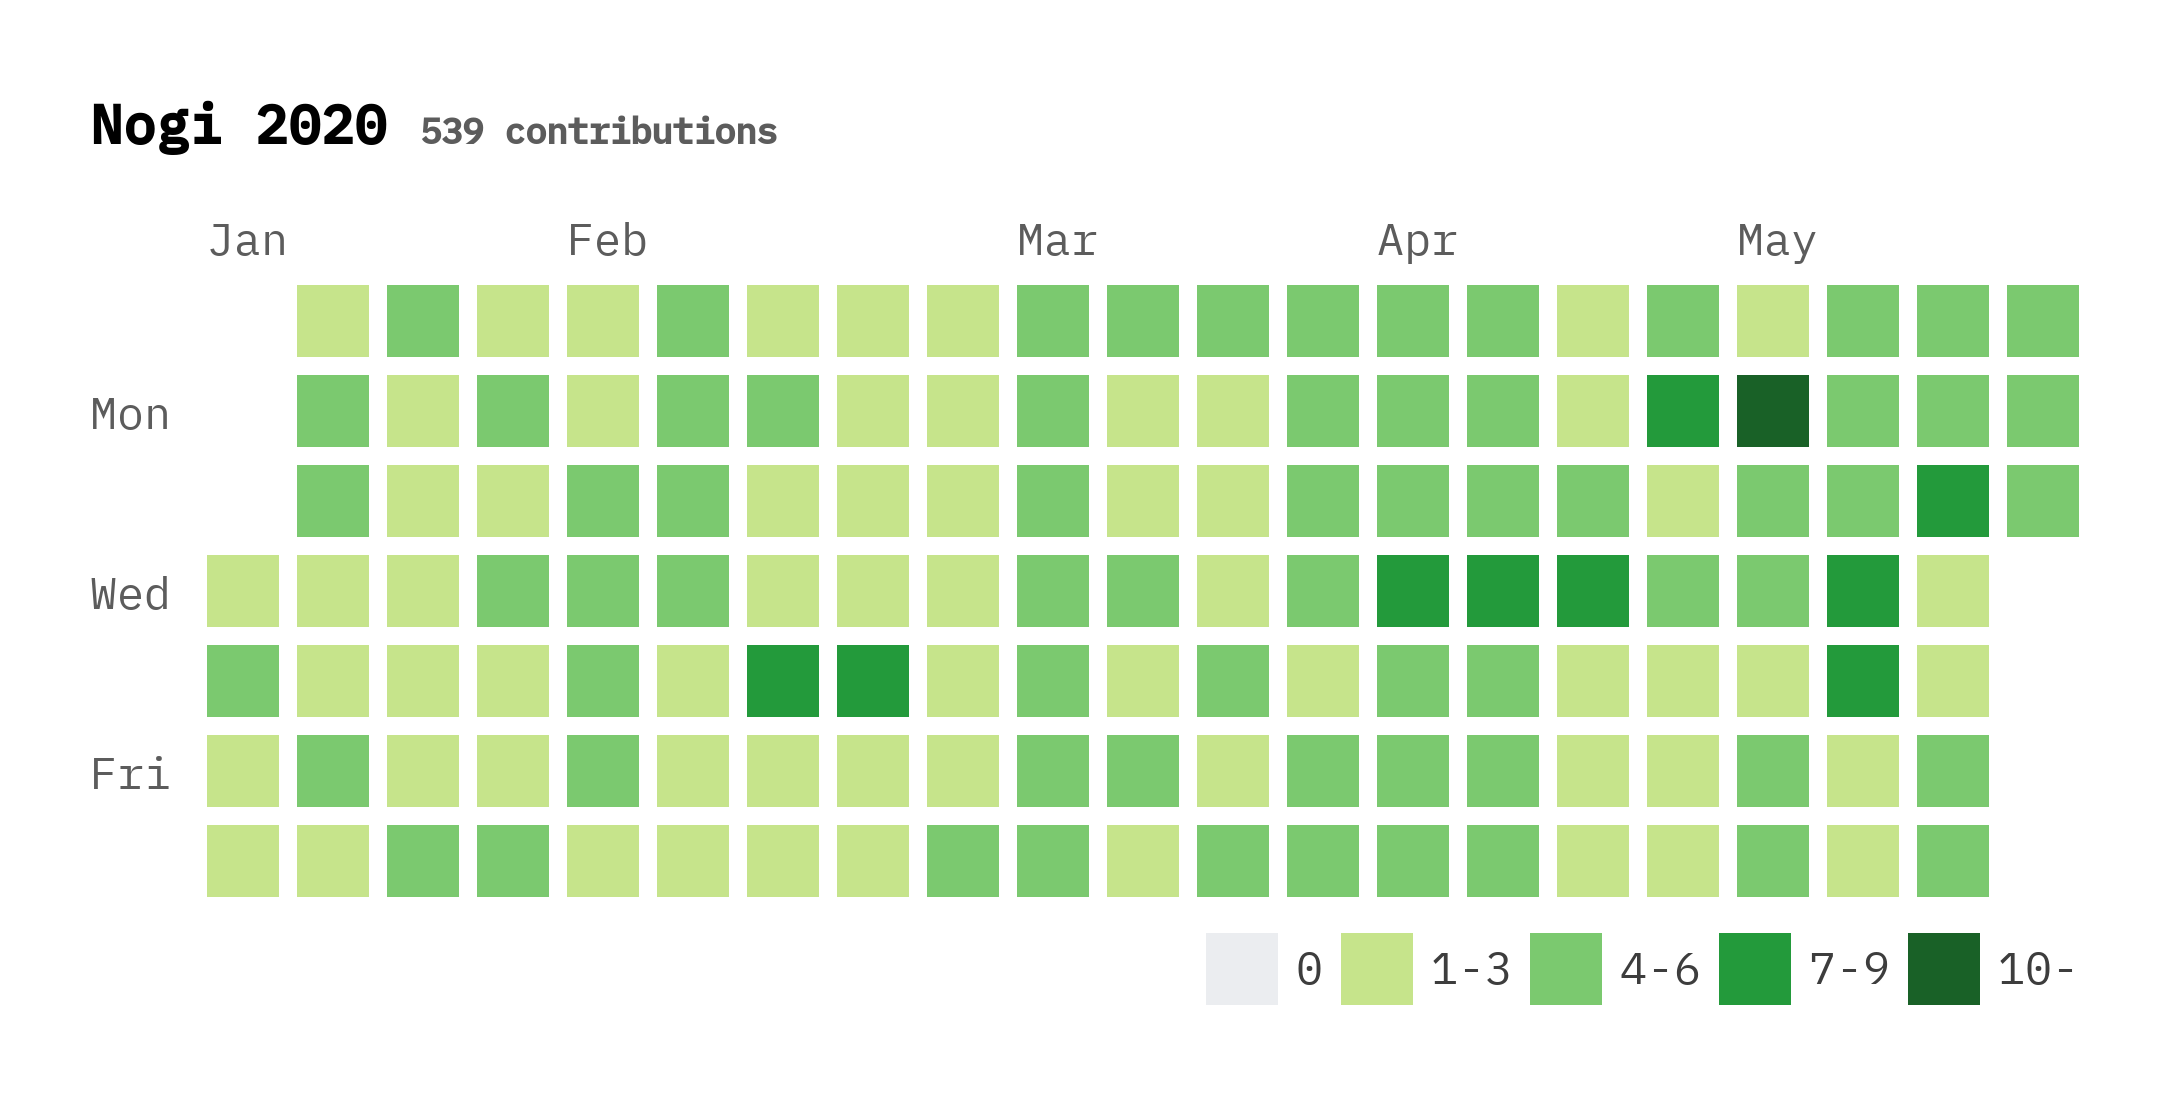 Nogi 2020 539 contributions
Jan Feb Mar Apr May
Mon
Wed
Fri
0 1-3 4-6 7-9 10-